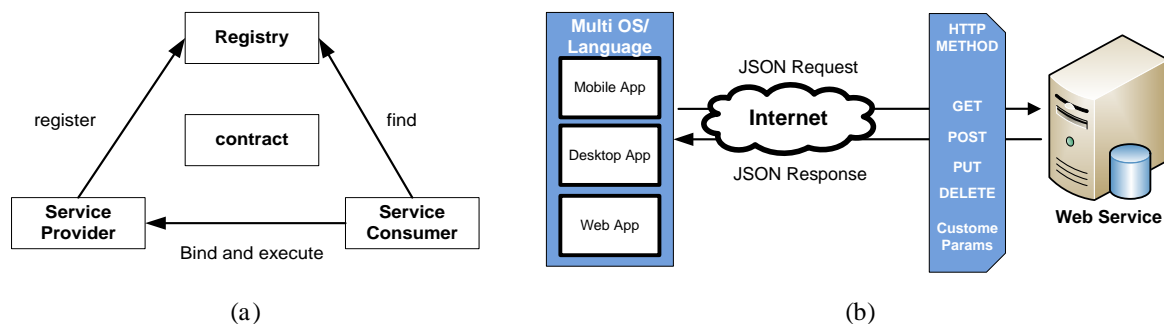 Registry
register
find
contract
Service
Provider
Service
Consumer
Bind and execute
(a)
Multi OS/
Language
Mobile App
Desktop App
Web App
JSON Request
Internet
JSON Response
HTTP
METHOD
GET
POST
PUT
DELETE
Custome
Params
Web Service
(b)